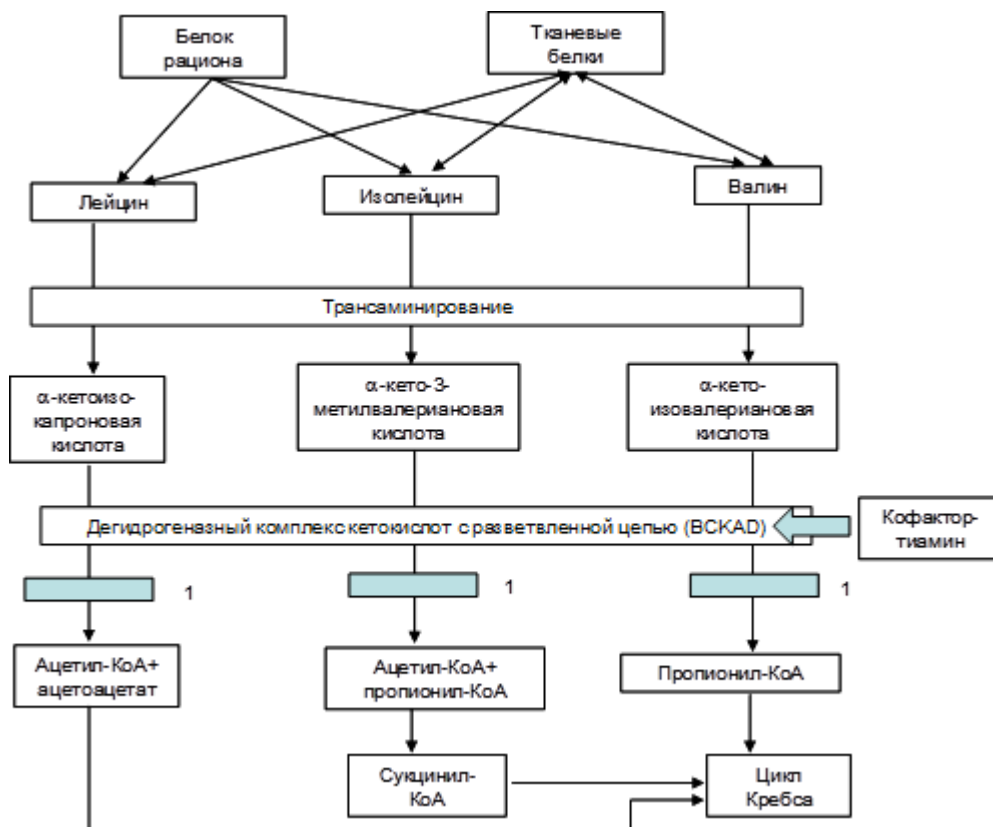 Белок
рациона
Тканевые
белки
Лейцин
Изолейцин
Валин
Трансаминирование
α-кетоизо-
капроновая
кислота
α-кето-3-
метилвалериановая
кислота
α-кето-
изовалериановая
кислота
Дегидрогеназный комплекс кетокислот с разветвленной цепью (BCKAD)
Кофактор-
тиамин
1
1
1
Ацетил-КоА+
ацетоацетат
Ацетил-КоА+
пропионил-КоА
Пропионил-КоА
Сукцинил-
КоА
Цикл
Кребса